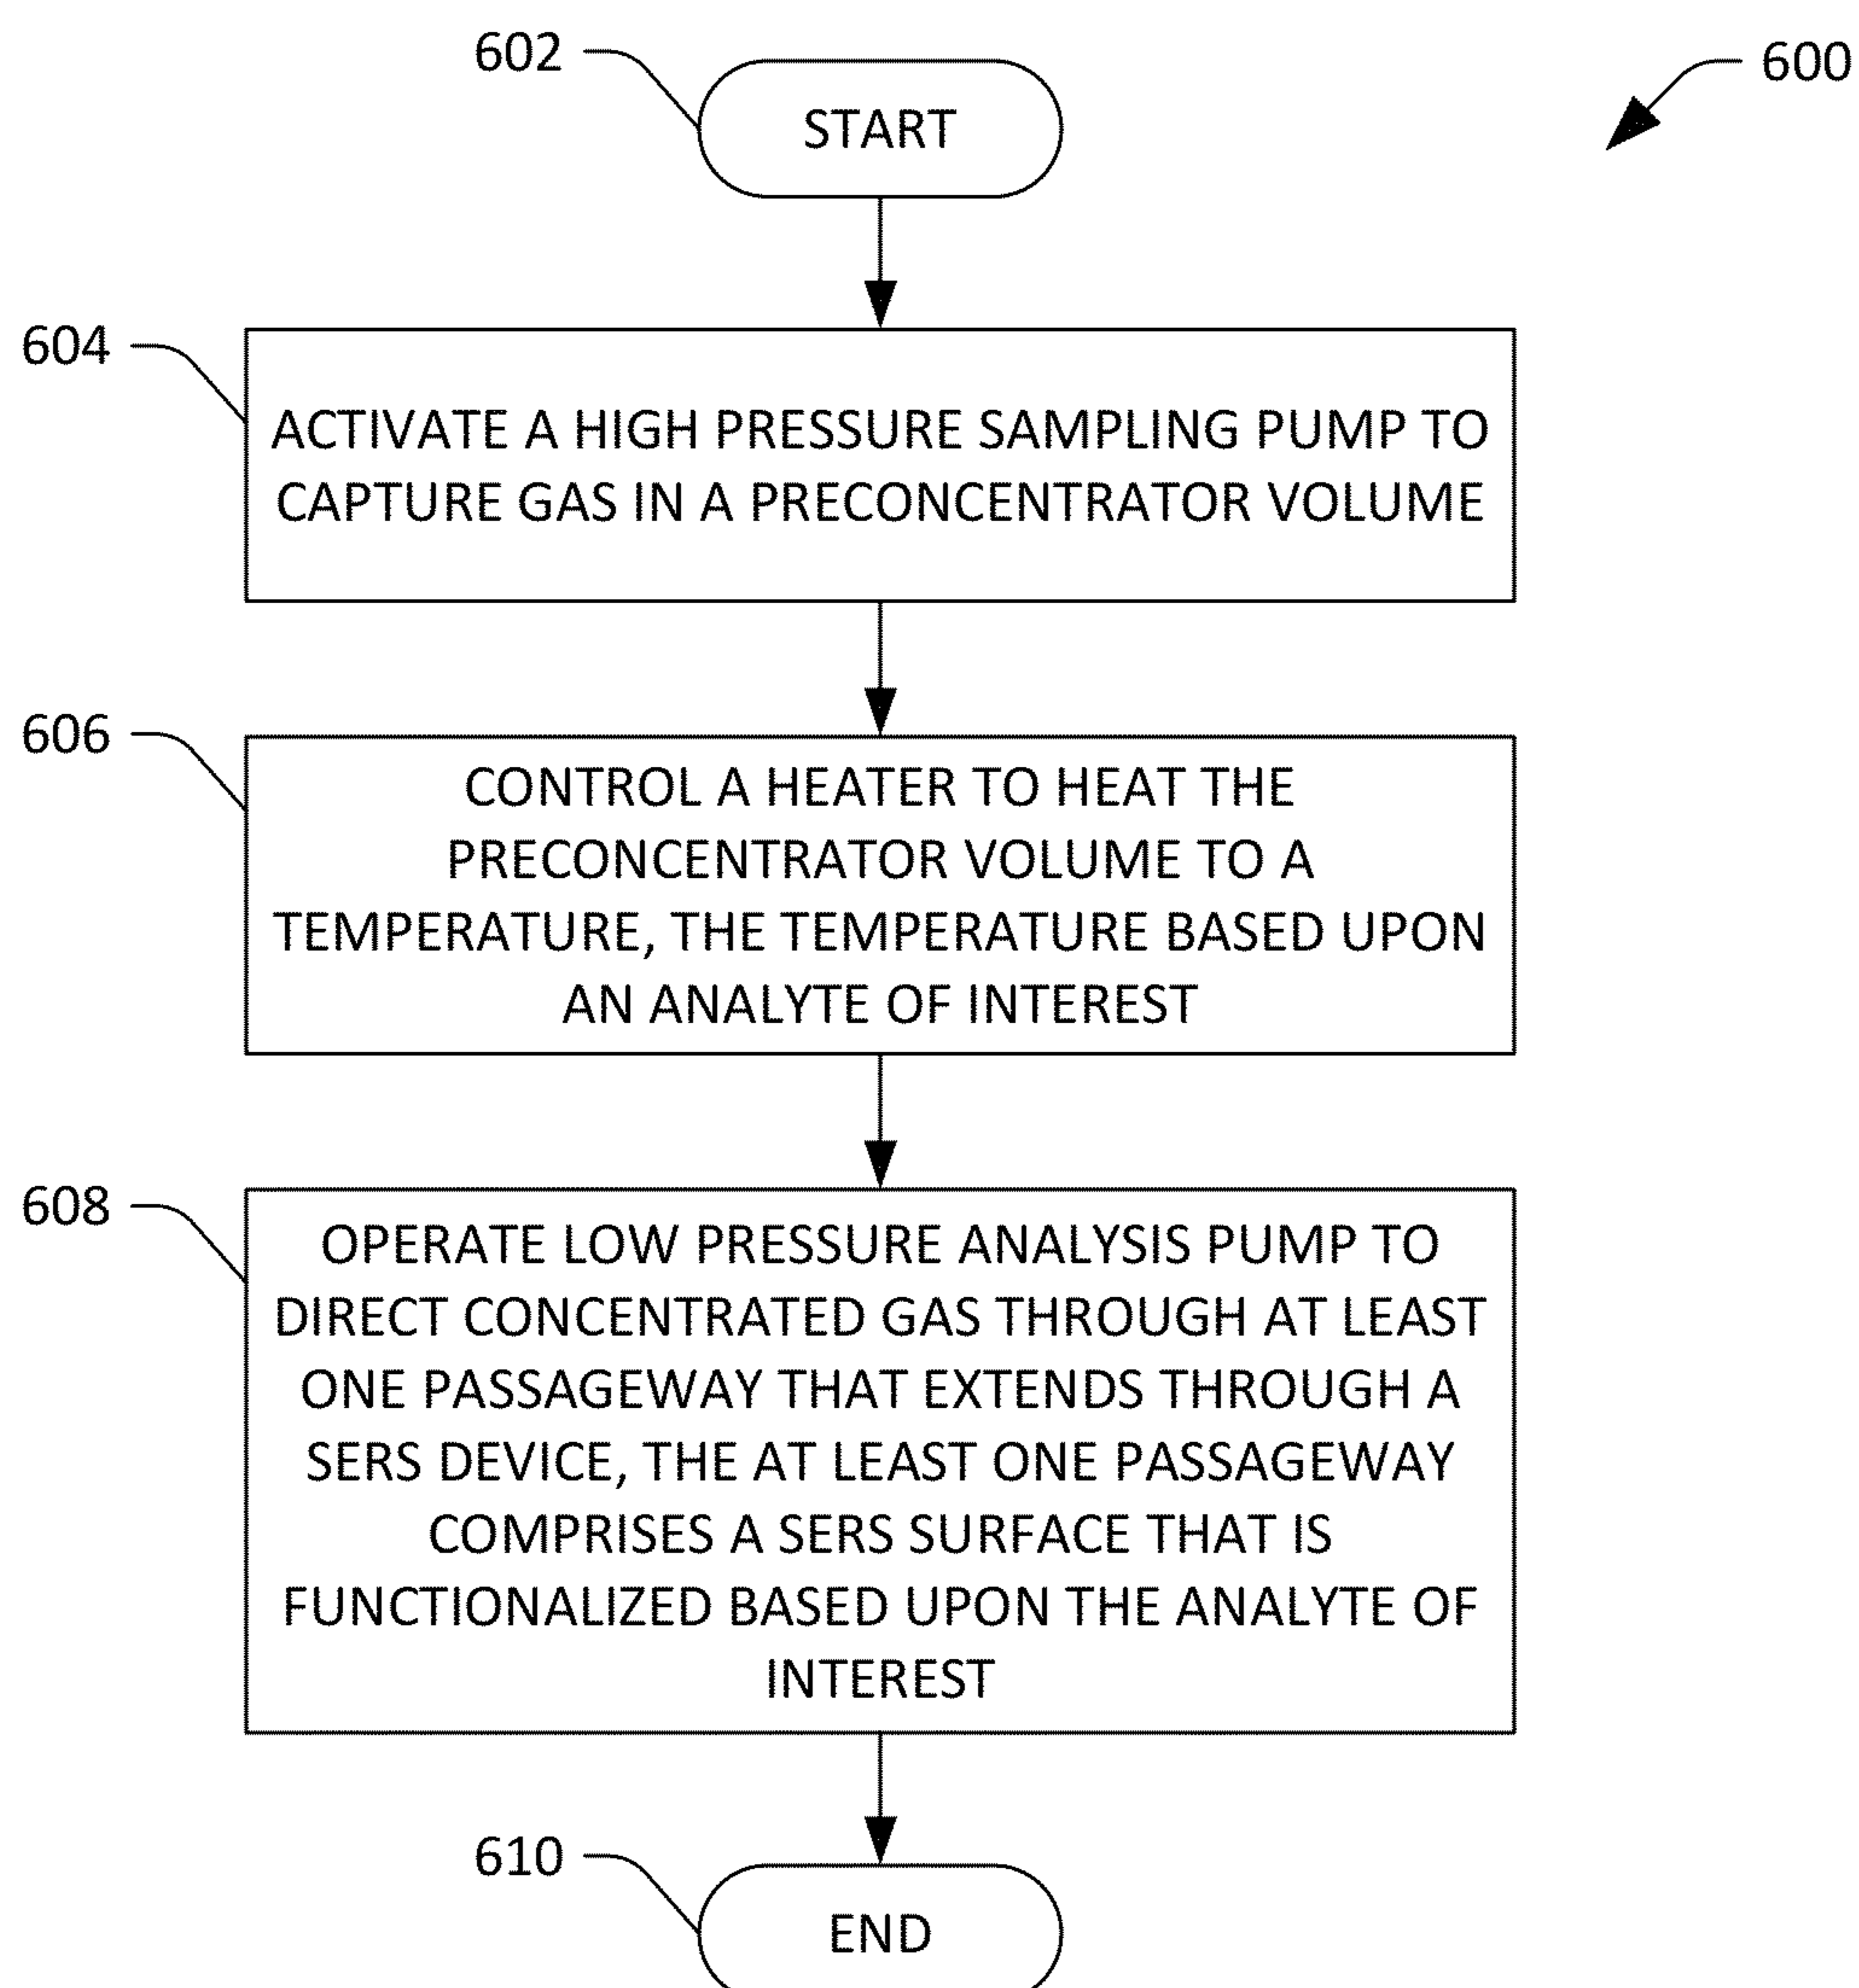 602
START
600
604
ACTIVATE A HIGH PRESSURE SAMPLING PUMP TO
CAPTURE GAS IN A PRECONCENTRATOR VOLUME
606
CONTROL A HEATER TO HEAT THE
PRECONCENTRATOR VOLUME TO A
TEMPERATURE, THE TEMPERATURE BASED UPON
AN ANALYTE OF INTEREST
608
OPERATE LOW PRESSURE ANALYSIS PUMP TO
DIRECT CONCENTRATED GAS THROUGH AT LEAST
ONE PASSAGEWAY THAT EXTENDS THROUGH A
SERS DEVICE, THE AT LEAST ONE PASSAGEWAY
COMPRISES A SERS SURFACE THAT IS
FUNCTIONALIZED BASED UPON THE ANALYTE OF
INTEREST
610
END